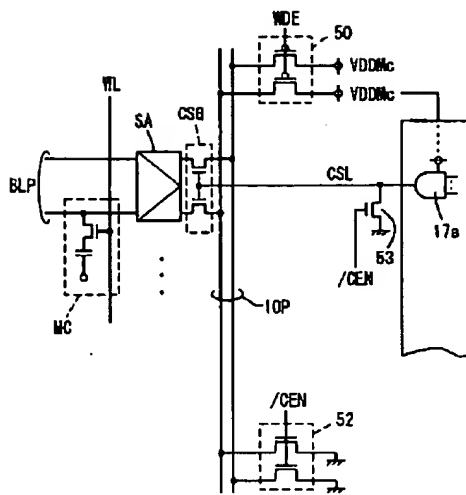 WDE
50
WL
SA
CSG
VDDMc
VDDMc
BLP
CSL
17a
53
/CEN
MC
IOP
/CEN
52